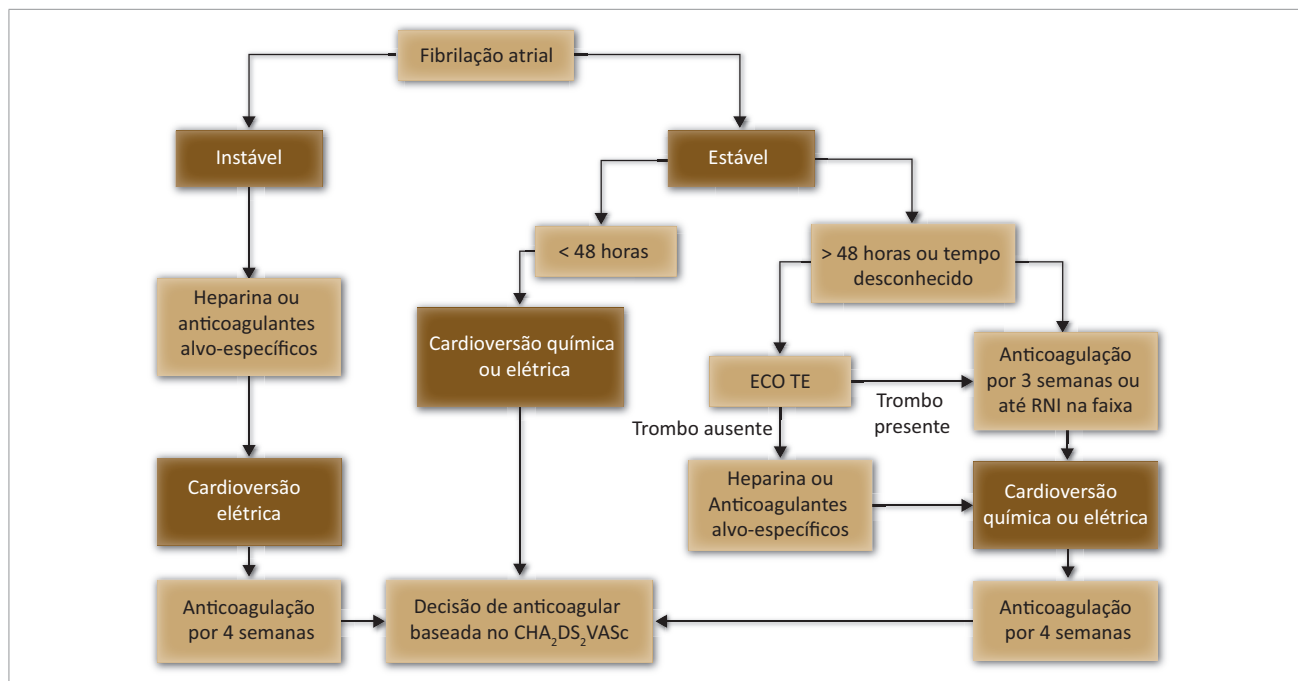 Fibrilação atrial
Instável
Estável
< 48 horas
> 48 horas ou tempo
desconhecido
Heparina ou
anticoagulantes
alvo-específicos
Cardioversão química
ou elétrica
ECO TE
Anticoagulação
por 3 semanas ou
até RNI na faixa
Trombo ausente
Trombo
presente
Cardioversão
elétrica
Heparina ou
Anticoagulantes
alvo-específicos
Cardioversão
química ou elétrica
Anticoagulação
por 4 semanas
Decisão de anticoagular
baseada no CHA₂DS₂VASc
Anticoagulação
por 4 semanas